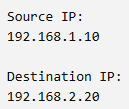 Source IP:
192.168.1.10
Destination IP:
192.168.2.20